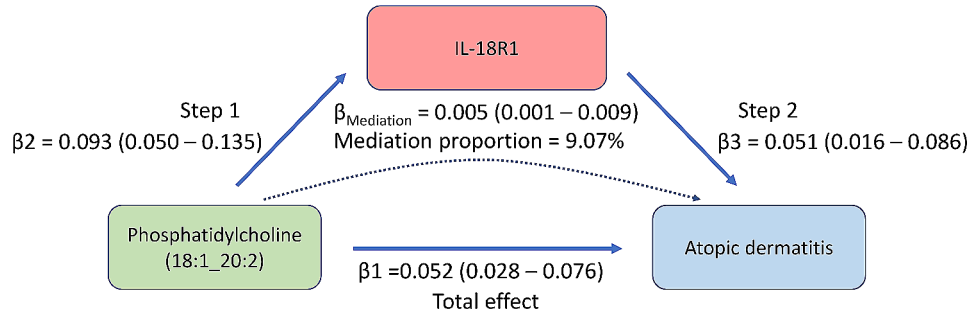 IL-18R1
Step 1
β2 = 0.093 (0.050 – 0.135)
βMediation = 0.005 (0.001 – 0.009)
Mediation proportion = 9.07%
Step 2
β3 = 0.051 (0.016 – 0.086)
Phosphatidylcholine
(18:1_20:2)
β1 =0.052 (0.028 – 0.076)
Total effect
Atopic dermatitis